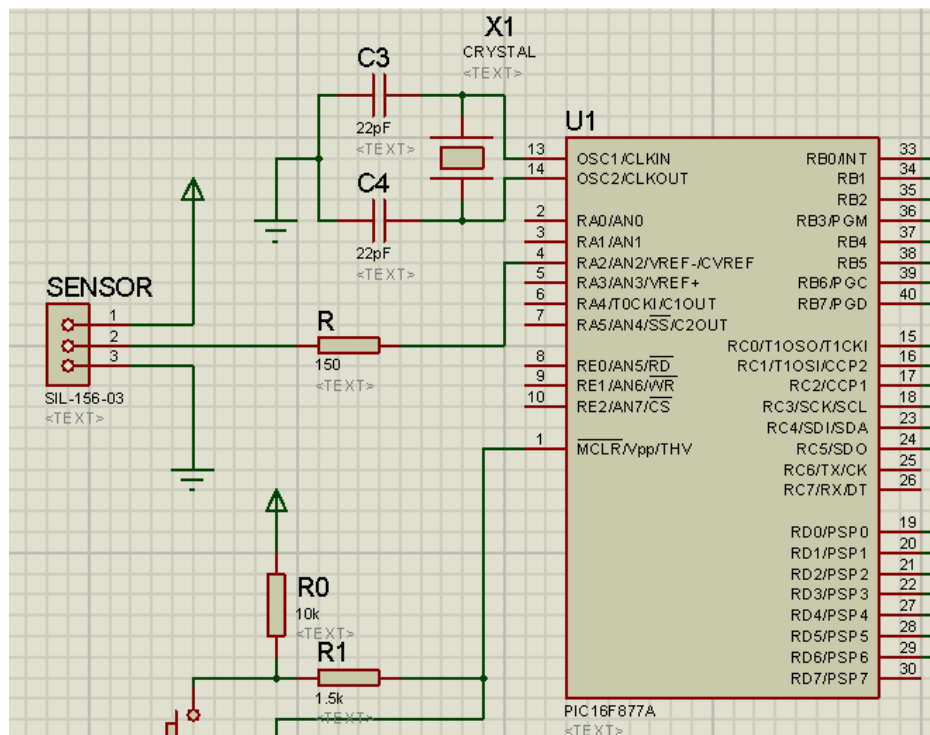 X1
CRYSTAL
<TEXT>
C3
22pF
<TEXT>
C4
22pF
<TEXT>
SENSOR
1
2
3
SIL-156-03
<TEXT>
R
150
<TEXT>
R0
10k
<TEXT>
R1
1.5k
<TEXT>
U1
13 OSC1/CLKIN
14 OSC2/CLKOUT
2 RA0/AN0
3 RA1/AN1
4 RA2/AN2/VREF-/CVREF
5 RA3/AN3/VREF+
6 RA4/T0CKI/C1OUT
7 RA5/AN4/SS/C2OUT
8 RE0/AN5/RD
9 RE1/AN6/WR
10 RE2/AN7/CS
1 MCLR/Vpp/THV
RB0/INT 33
RB1 34
RB2 35
RB3/PGM 36
RB4 37
RB5 38
RB6/PGC 39
RB7/PGD 40
RC0/T1OSO/T1CKI 15
RC1/T1OSI/CCP2 16
RC2/CCP1 17
RC3/SCK/SCL 18
RC4/SDI/SDA 23
RC5/SDO 24
RC6/TX/CK 25
RC7/RX/DT 26
RD0/PSP0 19
RD1/PSP1 20
RD2/PSP2 21
RD3/PSP3 22
RD4/PSP4 27
RD5/PSP5 28
RD6/PSP6 29
RD7/PSP7 30
PIC16F877A
<TEXT>